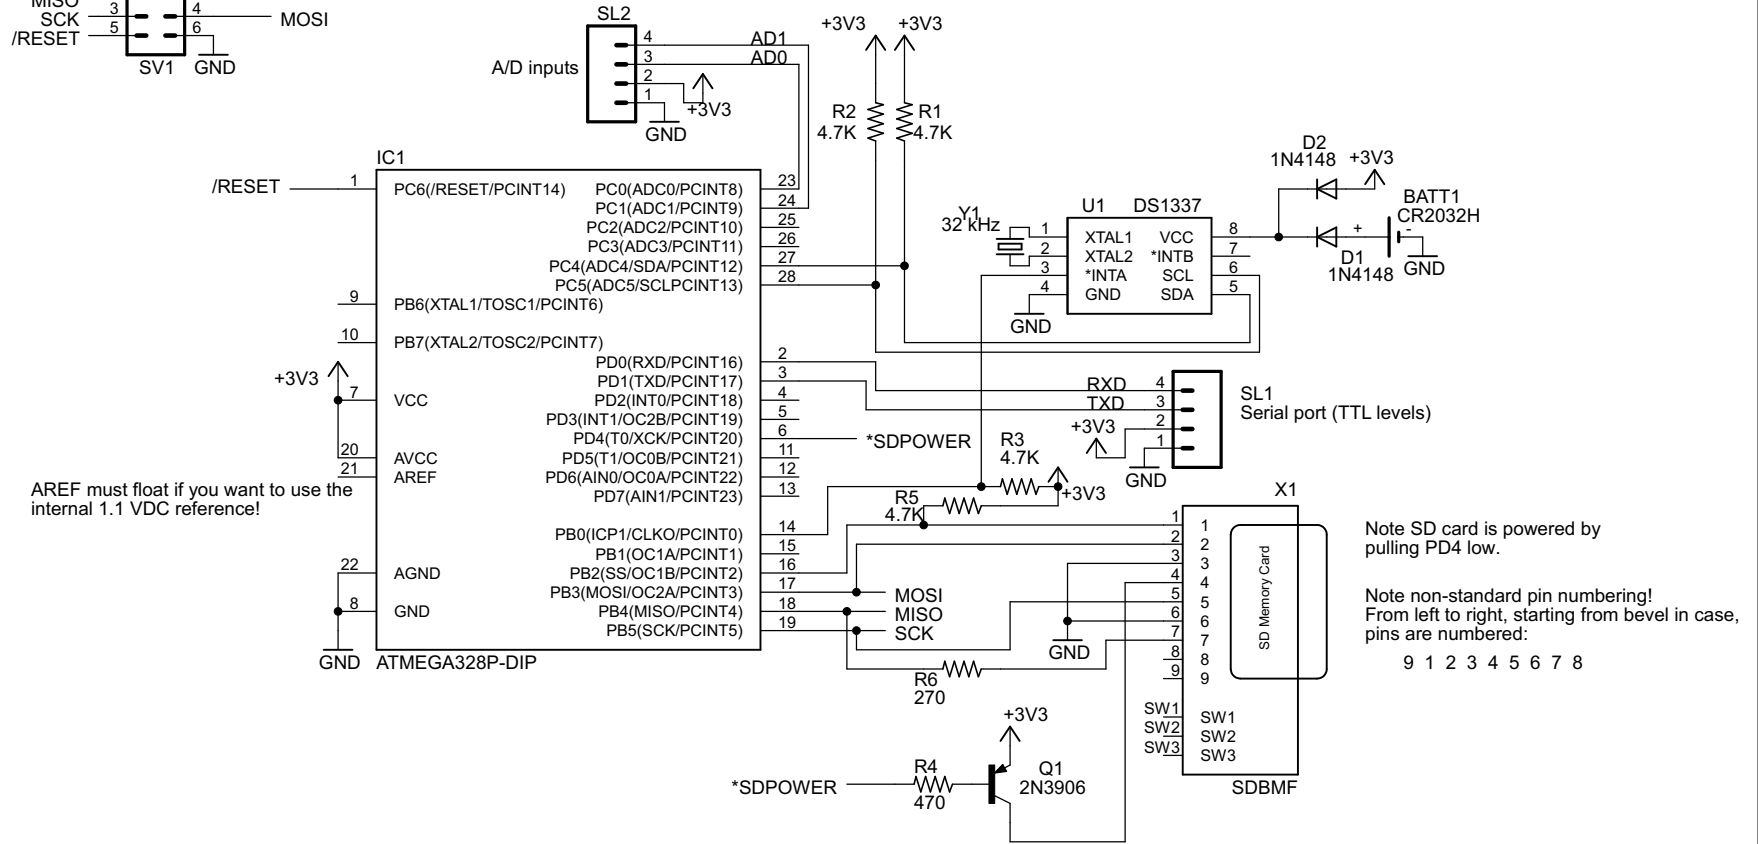 MISO
SCK 3 4 MOSI
/RESET 5 6
SV1 GND
SL2
A/D inputs
4 AD1
3 AD0
2
1
+3V3
GND
+3V3 +3V3
R2 R1
4.7K 4.7K
IC1
/RESET 1 PC6(/RESET/PCINT14)
9 PB6(XTAL1/TOSC1/PCINT6)
10 PB7(XTAL2/TOSC2/PCINT7)
+3V3
7 VCC
20 AVCC
21 AREF
AREF must float if you want to use the
internal 1.1 VDC reference!
22 AGND
8 GND
GND
ATMEGA328P-DIP
PC0(ADC0/PCINT8) 23
PC1(ADC1/PCINT9) 24
PC2(ADC2/PCINT10) 25
PC3(ADC3/PCINT11) 26
PC4(ADC4/SDA/PCINT12) 27
PC5(ADC5/SCLPCINT13) 28
PD0(RXD/PCINT16) 2
PD1(TXD/PCINT17) 3
PD2(INT0/PCINT18) 4
PD3(INT1/OC2B/PCINT19) 5
PD4(T0/XCK/PCINT20) 6 *SDPOWER
PD5(T1/OC0B/PCINT21) 11
PD6(AIN0/OC0A/PCINT22) 12
PD7(AIN1/PCINT23) 13
PB0(ICP1/CLKO/PCINT0) 14
PB1(OC1A/PCINT1) 15
PB2(SS/OC1B/PCINT2) 16
PB3(MOSI/OC2A/PCINT3) 17 MOSI
PB4(MISO/PCINT4) 18 MISO
PB5(SCK/PCINT5) 19 SCK
Y1
32 kHz
U1 DS1337
1 XTAL1 VCC 8
2 XTAL2 *INTB 7
3 *INTA SCL 6
4 GND SDA 5
GND
D2
1N4148
+3V3
BATT1
CR2032H
+ -
D1
1N4148
GND
RXD 4
TXD 3
+3V3 2
1
GND
SL1
Serial port (TTL levels)
R3
4.7K
+3V3
R5
4.7K
R6
270
X1
1 1
2 2
3 3
4 4
5 5
6 6
7 7
8 8
9 9
SW1 SW1
SW2 SW2
SW3 SW3
GND
SD Memory Card
SDBMF
Note SD card is powered by
pulling PD4 low.
Note non-standard pin numbering!
From left to right, starting from bevel in case,
pins are numbered:
9 1 2 3 4 5 6 7 8
+3V3
*SDPOWER
R4
470
Q1
2N3906